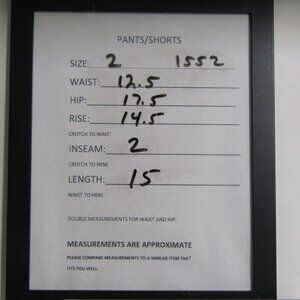 PANTS/SHORTS
SIZE 2 1552
WAIST: 12.5
HIP: 17.5
RISE: 14.5
CROTCH TO WAIST
INSEAM: 2
CROTCH TO HEM.
LENGTH: 15
WAIST TO HEM.
DOUBLE MEASUREMENTS FOR WAIST AND HIP.
MEASUREMENTS ARE APPROXIMATE
PLEASE COMPARE MEASUREMENTS TO A SIMILAR ITEM THAT
FITS YOU WELL.